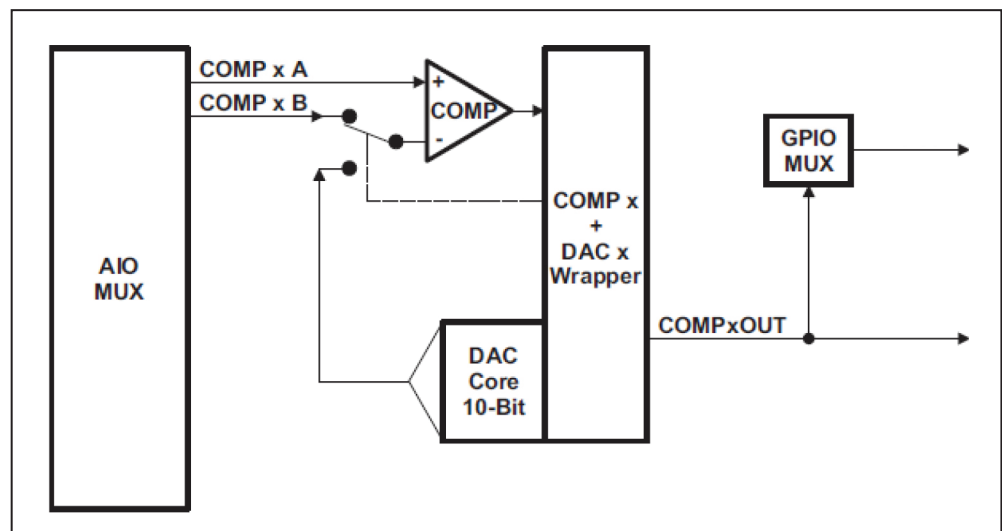 COMP x A
COMP x B
+
COMP
-
GPIO
MUX
COMP x
+
DAC x
Wrapper
AIO
MUX
COMPxOUT
DAC
Core
10-Bit